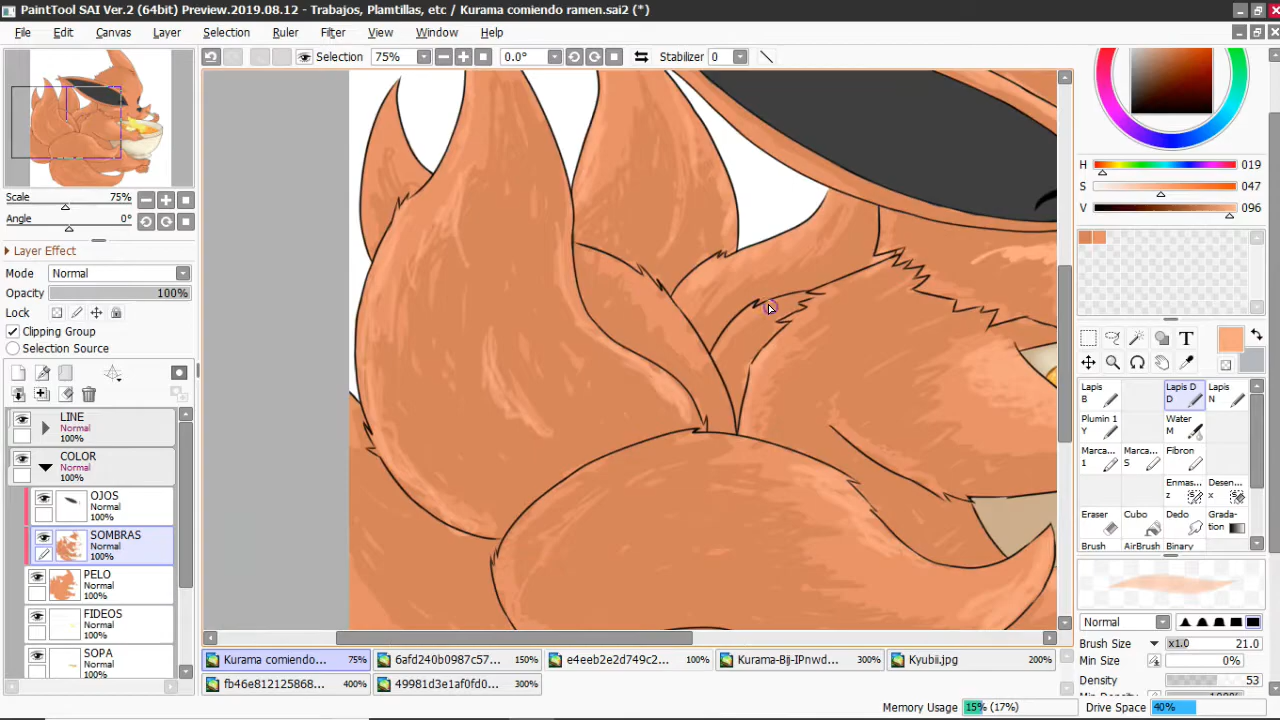 PaintTool SAI Ver.2 (64bit) Preview.2019.08.12 - Trabajos, Plantillas, etc / Kurama comiendo ramen.sai2 (*)
File Edit Canvas Layer Selection Ruler Filter View Window Help
Selection 75% 0.0° Stabilizer 0
Scale 75%
Angle 0°
Layer Effect
Mode Normal
Opacity 100%
Lock
Clipping Group
Selection Source
LINE
Normal
100%
COLOR
Normal
100%
OJOS
Normal
100%
SOMBRAS
Normal
100%
PELO
Normal
100%
FIDEOS
Normal
100%
SOPA
Normal
100%
H 019
S 047
V 096
T
Lapis B
Lapis D D
Lapis N
Plumin 1 Y
Water M
Marca... 1
Marca... S
Fibron
Enmas... z
Desen... x
Eraser
Cubo
Dedo
Grada-tion
Brush
AirBrush
Binary
Normal
Brush Size x1.0 21.0
Min Size 0%
Density 53
Kurama comiendo... 75%
6afd240b0987c57... 150%
e4eeb2e2d749c2... 100%
Kurama-Bjj-IPnwd... 300%
Kyubii.jpg 200%
fb46e812125868... 400%
49981d3e1af0fd... 300%
Memory Usage 15% (17%) Drive Space 40%